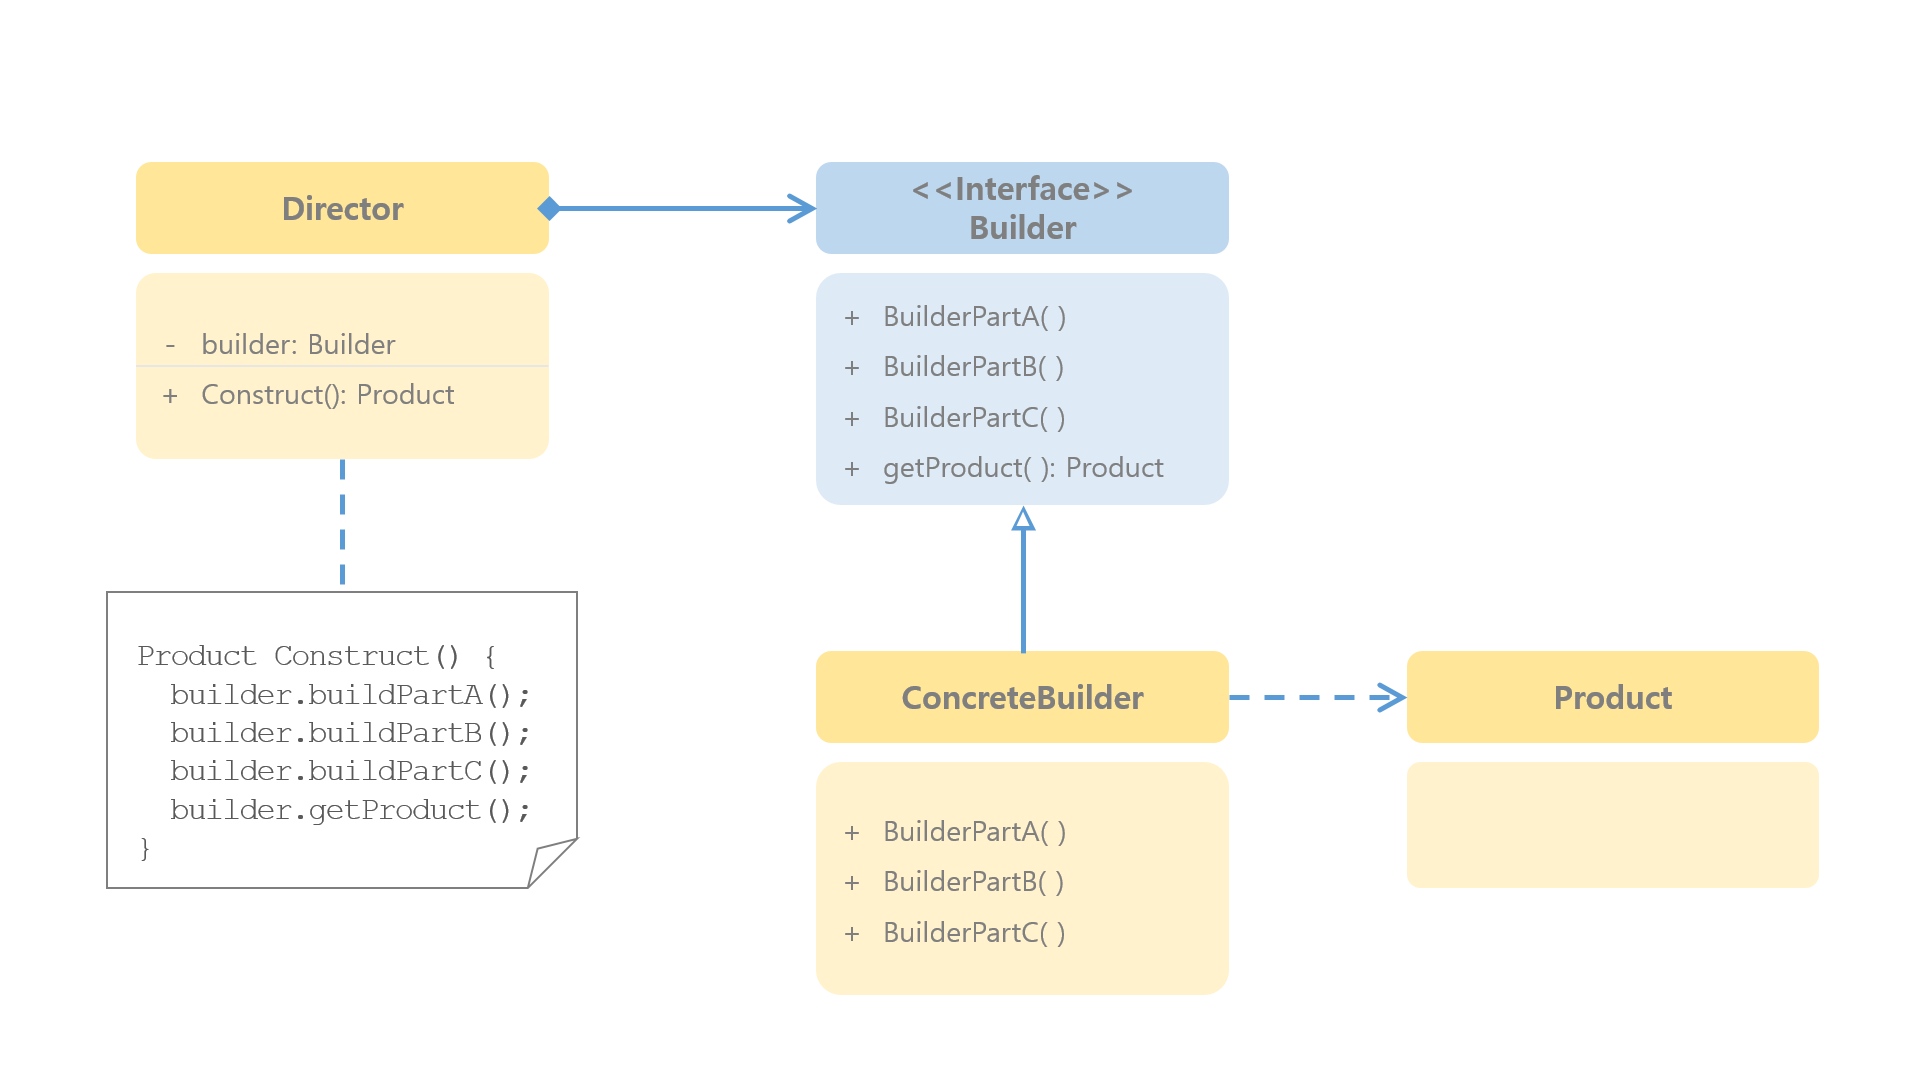 Director
- builder: Builder
+ Construct(): Product
<<Interface>>
Builder
+ BuilderPartA( )
+ BuilderPartB( )
+ BuilderPartC( )
+ getProduct( ): Product
Product Construct() {
  builder.buildPartA();
  builder.buildPartB();
  builder.buildPartC();
  builder.getProduct();
}
ConcreteBuilder
+ BuilderPartA( )
+ BuilderPartB( )
+ BuilderPartC( )
Product